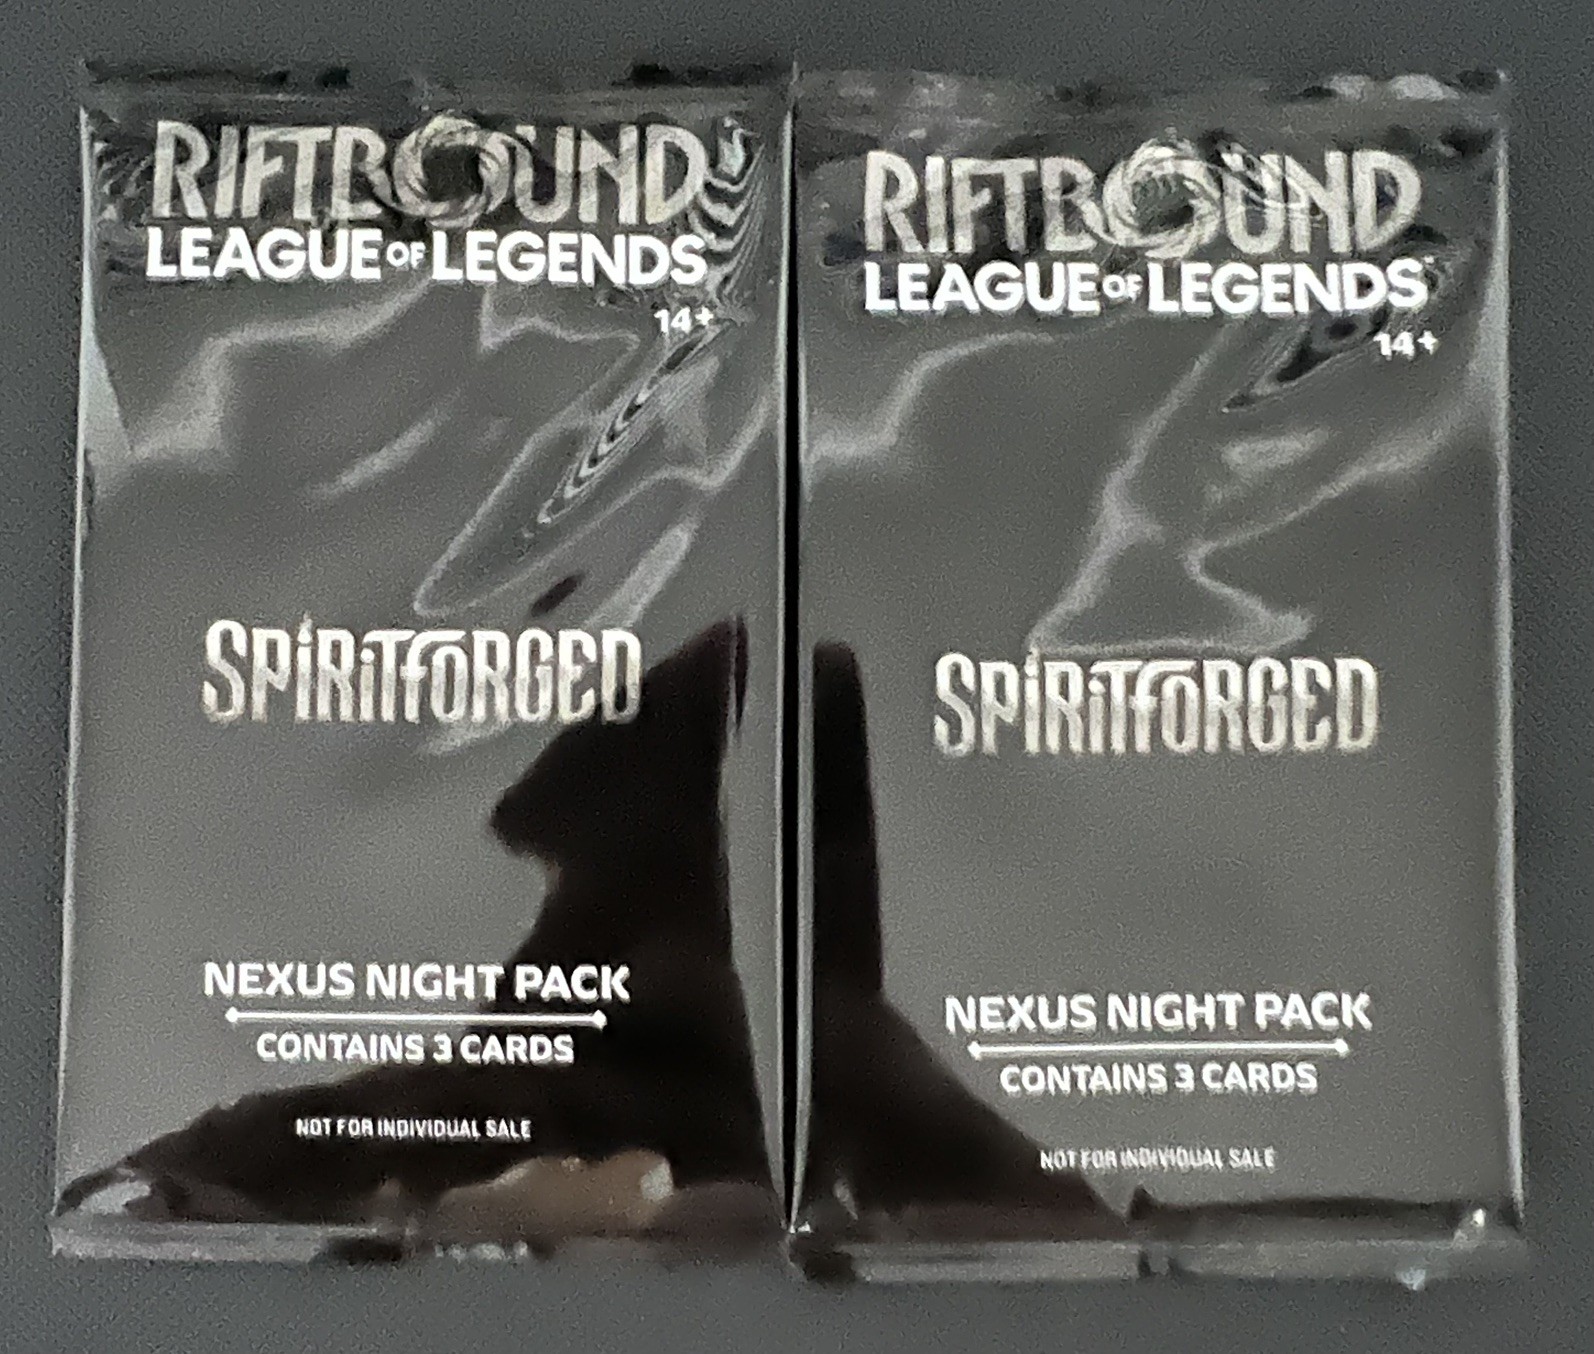 RIFTBOUND
LEAGUE OF LEGENDS
14+
SPIRITFORGED
NEXUS NIGHT PACK
CONTAINS 3 CARDS
NOT FOR INDIVIDUAL SALE
RIFTBOUND
LEAGUE OF LEGENDS
14+
SPIRITFORGED
NEXUS NIGHT PACK
CONTAINS 3 CARDS
NOT FOR INDIVIDUAL SALE